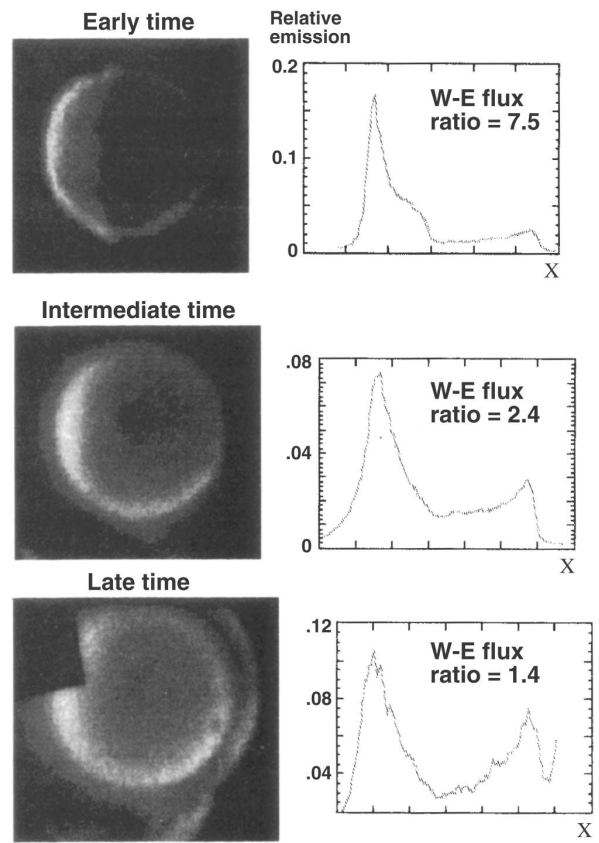 Early time
Relative
emission
0.2
W-E flux
ratio = 7.5
0.1
0
X
Intermediate time
.08
W-E flux
ratio = 2.4
.04
0
X
Late time
.12
W-E flux
ratio = 1.4
.08
.04
X